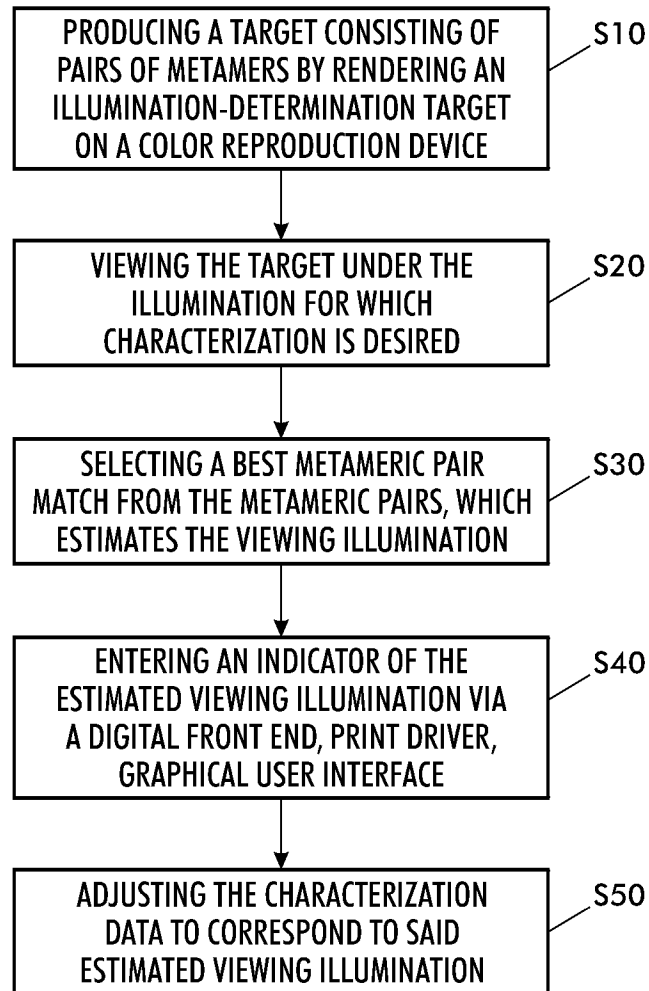 PRODUCING A TARGET CONSISTING OF
PAIRS OF METAMERS BY RENDERING AN
ILLUMINATION-DETERMINATION TARGET
ON A COLOR REPRODUCTION DEVICE
S10
VIEWING THE TARGET UNDER THE
ILLUMINATION FOR WHICH
CHARACTERIZATION IS DESIRED
S20
SELECTING A BEST METAMERIC PAIR
MATCH FROM THE METAMERIC PAIRS, WHICH
ESTIMATES THE VIEWING ILLUMINATION
S30
ENTERING AN INDICATOR OF THE
ESTIMATED VIEWING ILLUMINATION VIA
A DIGITAL FRONT END, PRINT DRIVER,
GRAPHICAL USER INTERFACE
S40
ADJUSTING THE CHARACTERIZATION
DATA TO CORRESPOND TO SAID
ESTIMATED VIEWING ILLUMINATION
S50